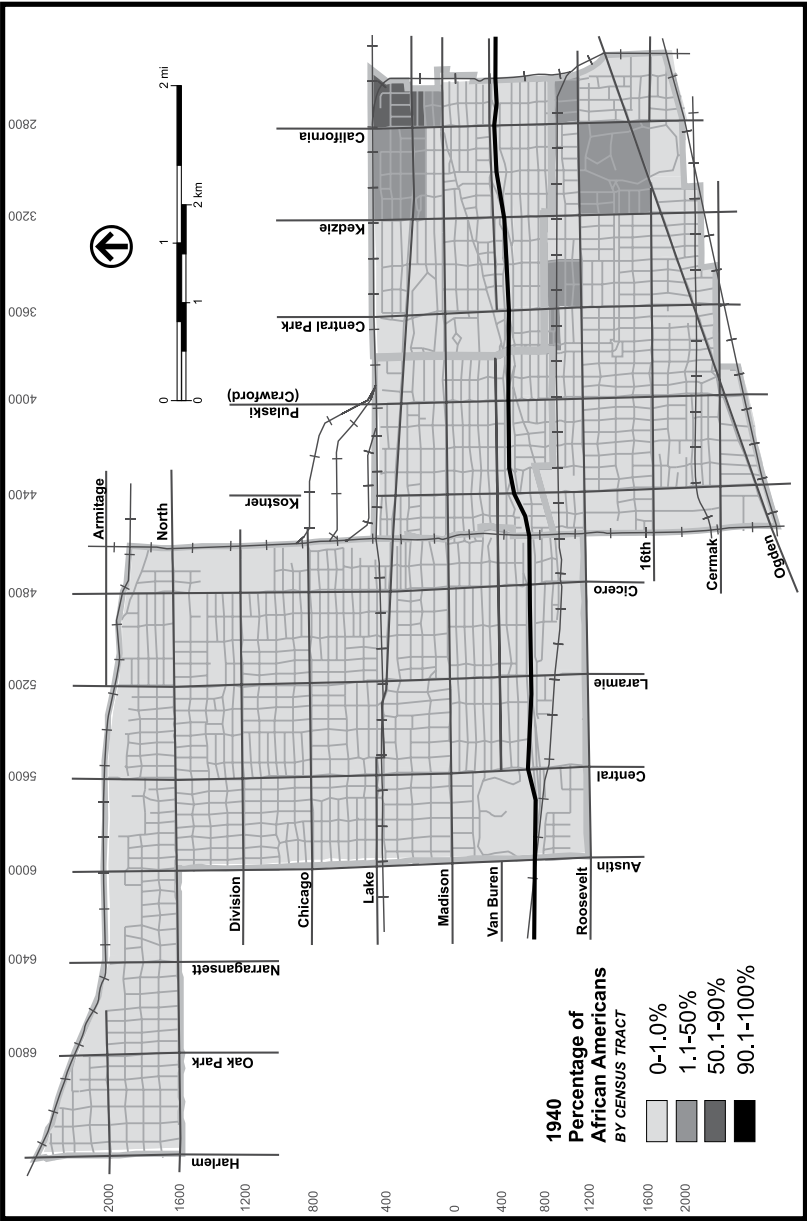 1940
Percentage of
African Americans
BY CENSUS TRACT
0-1.0%
1.1-50%
50.1-90%
90.1-100%
0
1
2 mi
0
1
2 km
2800
3200
3600
4000
4400
4800
5200
5600
6000
6400
6800
California
Kedzie
Central Park
Pulaski
(Crawford)
Kostner
Cicero
Laramie
Central
Austin
Narragansett
Oak Park
Harlem
Armitage
North
Division
Chicago
Lake
Madison
Van Buren
Roosevelt
16th
Cermak
Ogden
2000
1600
1200
800
400
0
400
800
1200
1600
2000